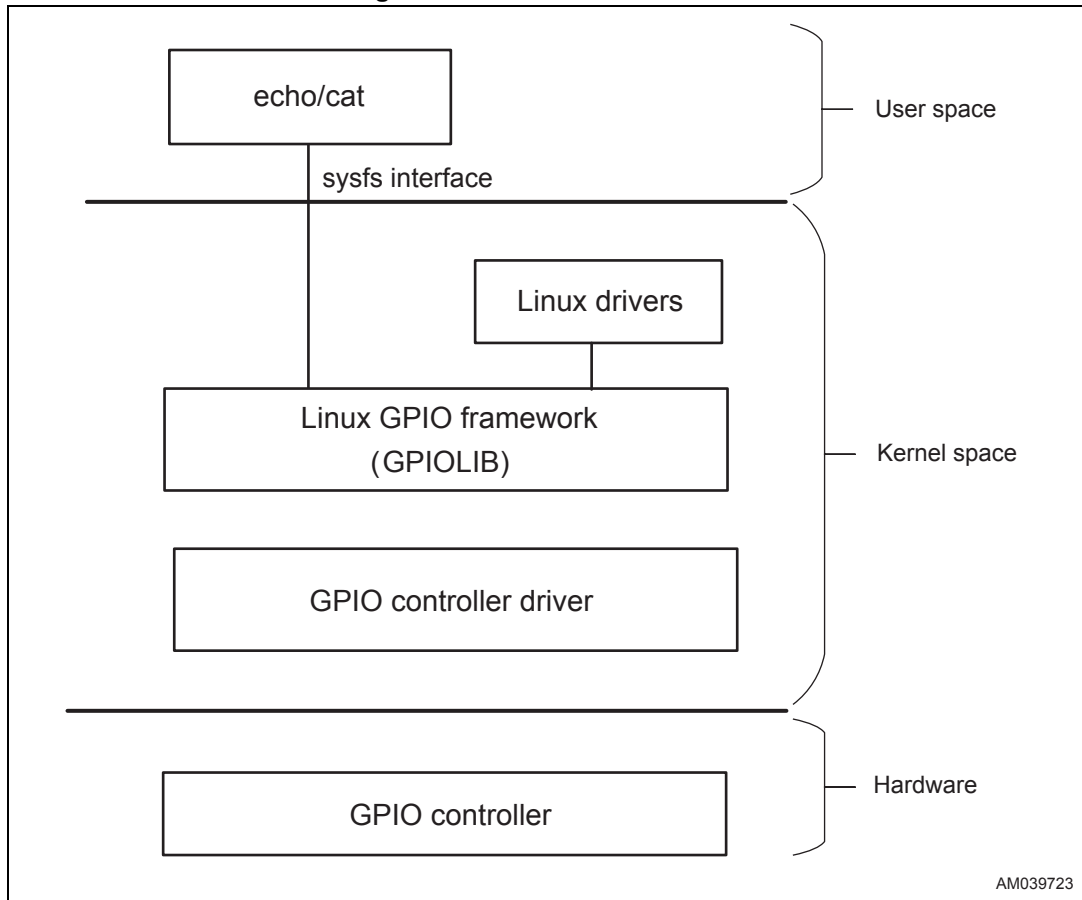 echo/cat
User space
sysfs interface
Linux drivers
Linux GPIO framework
(GPIOLIB)
Kernel space
GPIO controller driver
Hardware
GPIO controller
AM039723